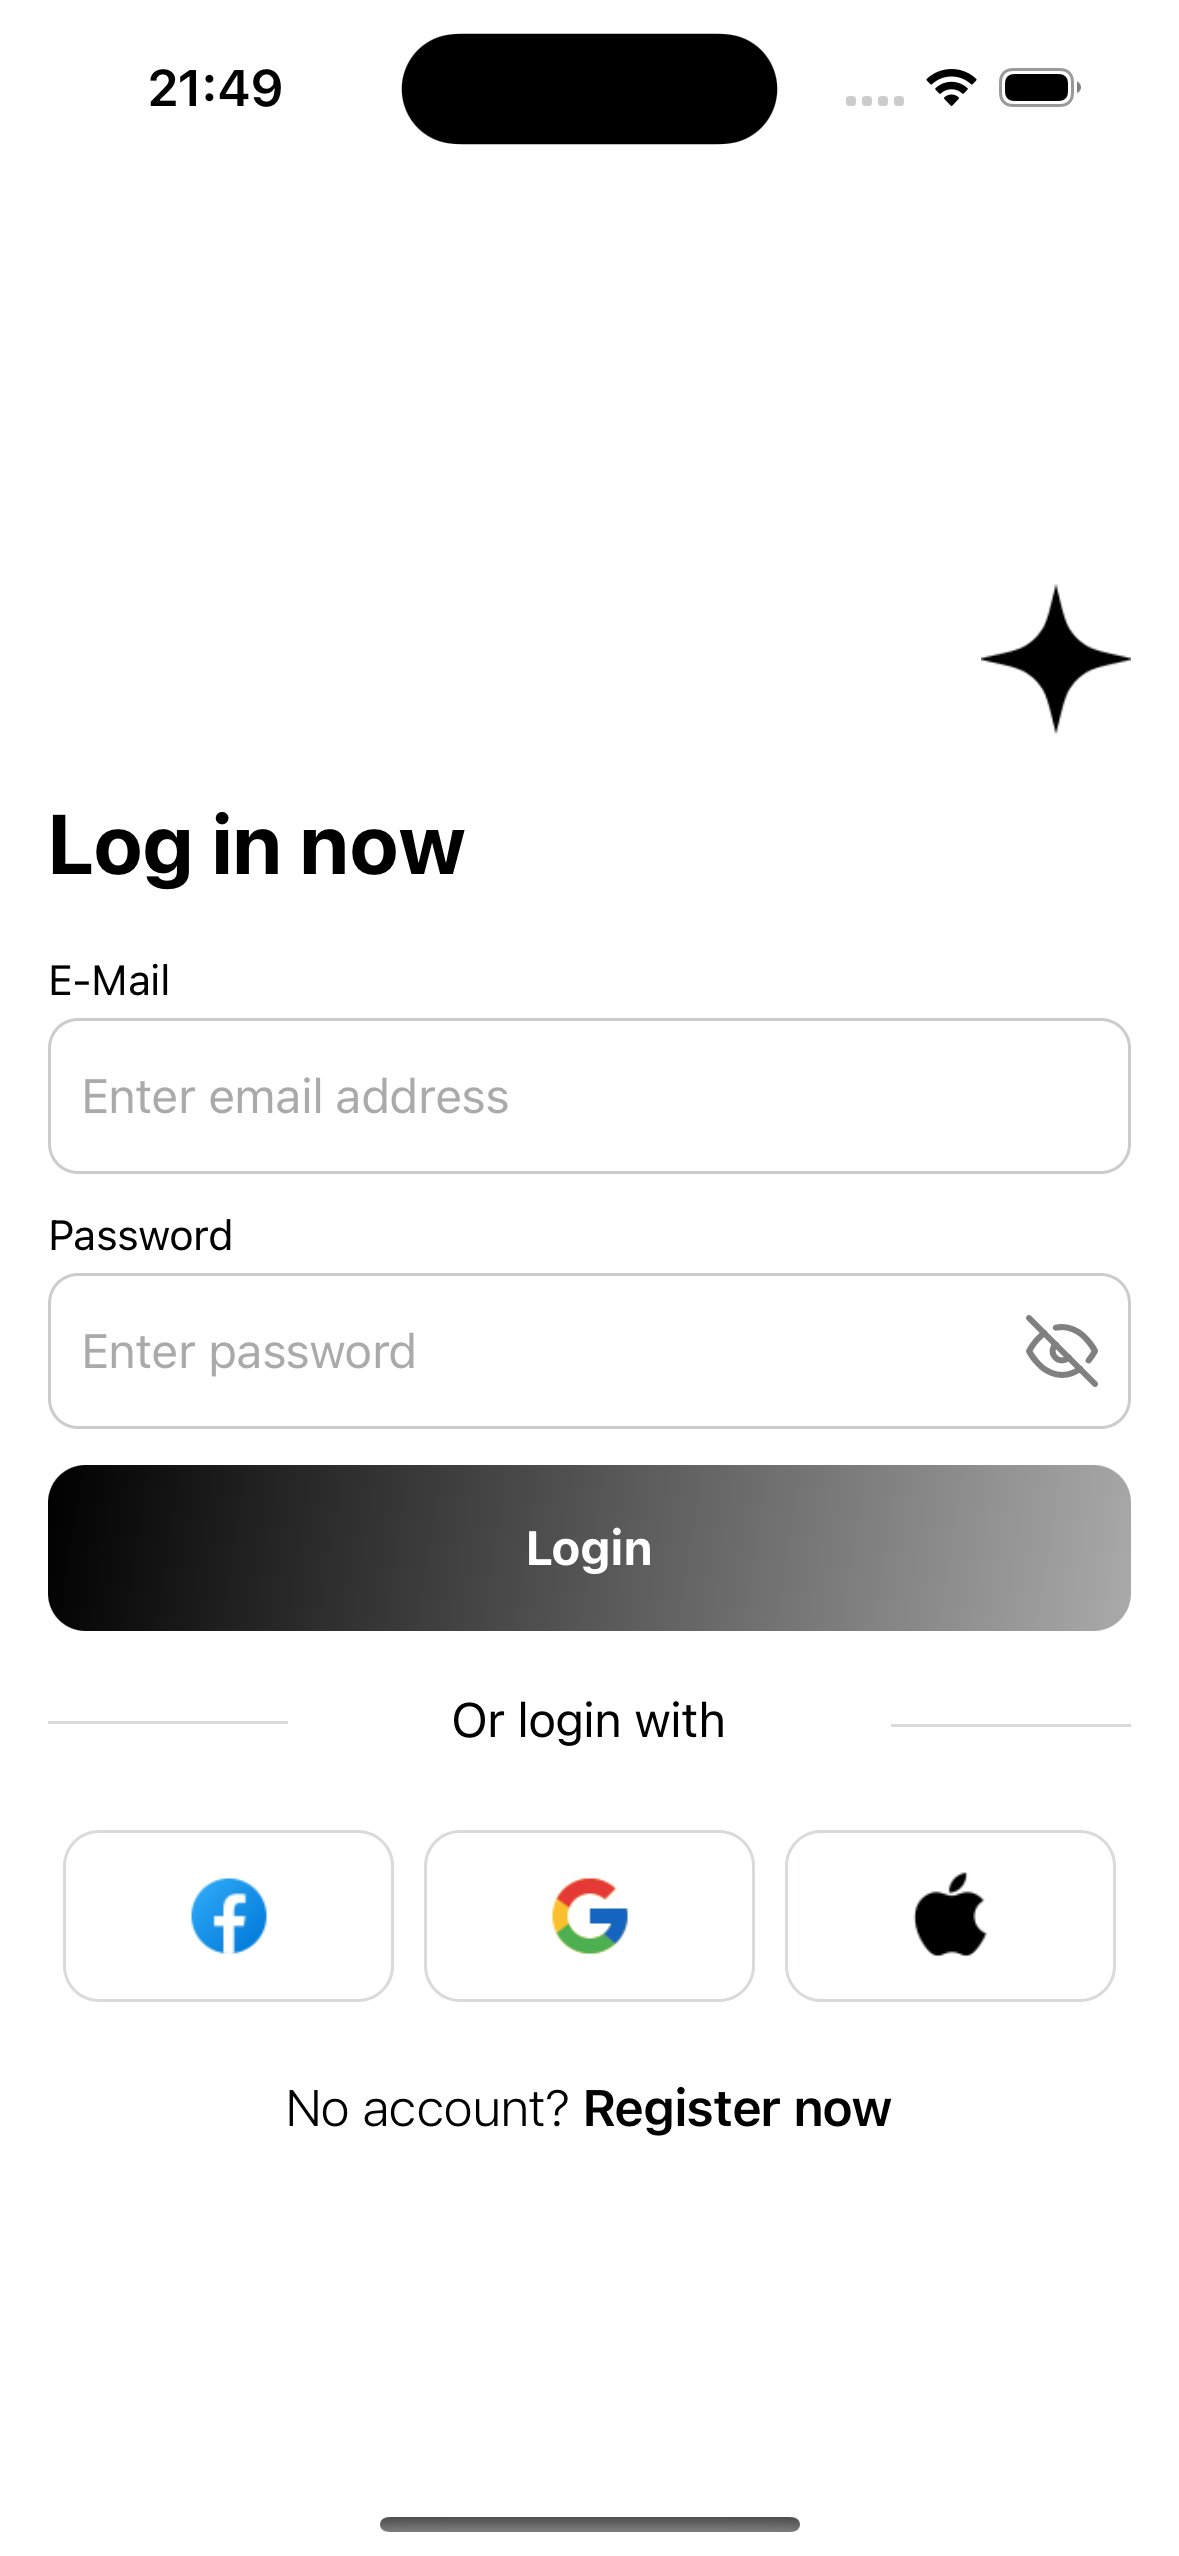 21:49
Log in now
E-Mail
Enter email address
Password
Enter password
Login
Or login with
No account? Register now